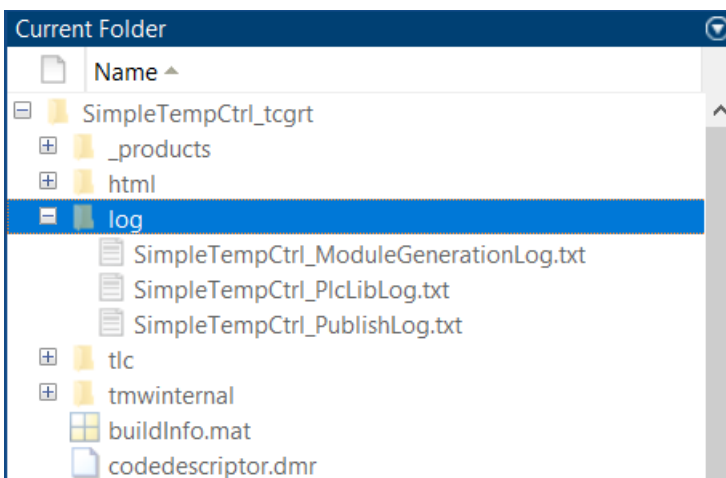 Current Folder
Name
SimpleTempCtrl_tcgrt
_products
html
log
SimpleTempCtrl_ModuleGenerationLog.txt
SimpleTempCtrl_PlcLibLog.txt
SimpleTempCtrl_PublishLog.txt
tlc
tmwinternal
buildInfo.mat
codedescriptor.dmr